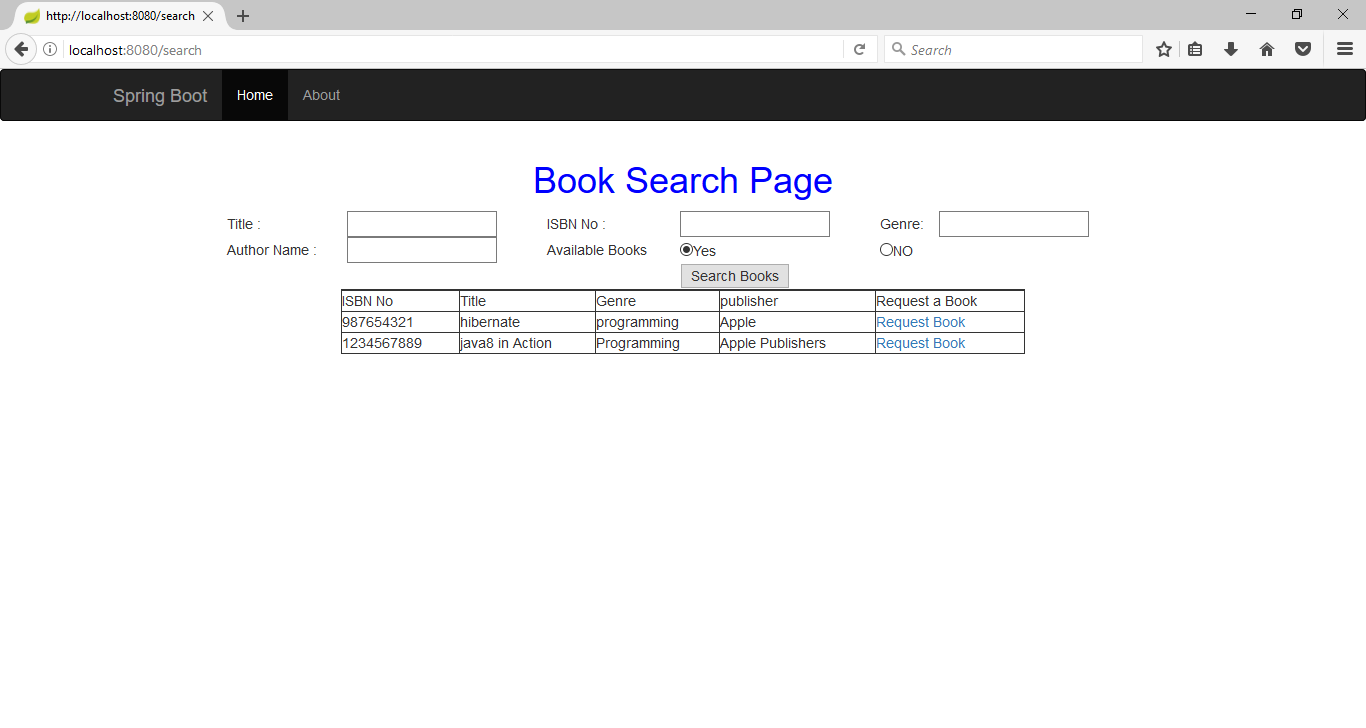 http://localhost:8080/search
localhost:8080/search Search
Spring Boot Home About
Book Search Page
Title : ISBN No : Genre:
Author Name : Available Books Yes NO
Search Books
ISBN No Title Genre publisher Request a Book
987654321 hibernate programming Apple Request Book
1234567889 java8 in Action Programming Apple Publishers Request Book